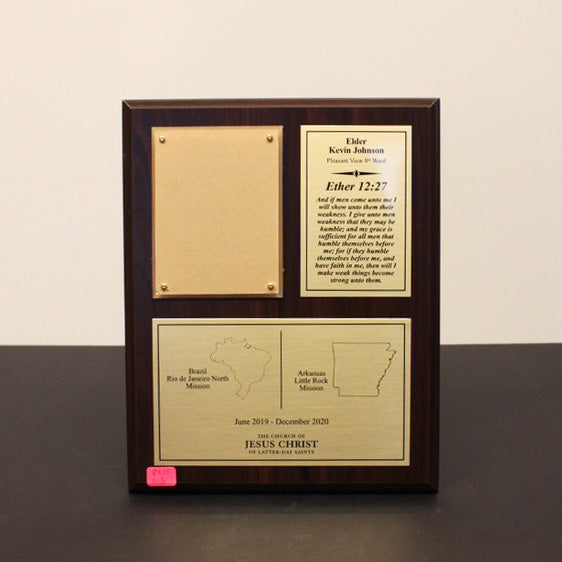 Elder
Kevin Johnson
Pleasant View 8th Ward
Ether 12:27
And if men come unto me I
will show unto them their
weakness. I give unto men
weakness that they may be
humble; and my grace is
sufficient for all men that
humble themselves before
me; for if they humble
themselves before me, and
have faith in me, then will I
make weak things become
strong unto them.
Brazil
Rio de Janeiro North
Mission
Arkansas
Little Rock
Mission
June 2019 - December 2020
THE CHURCH OF
JESUS CHRIST
OF LATTER-DAY SAINTS